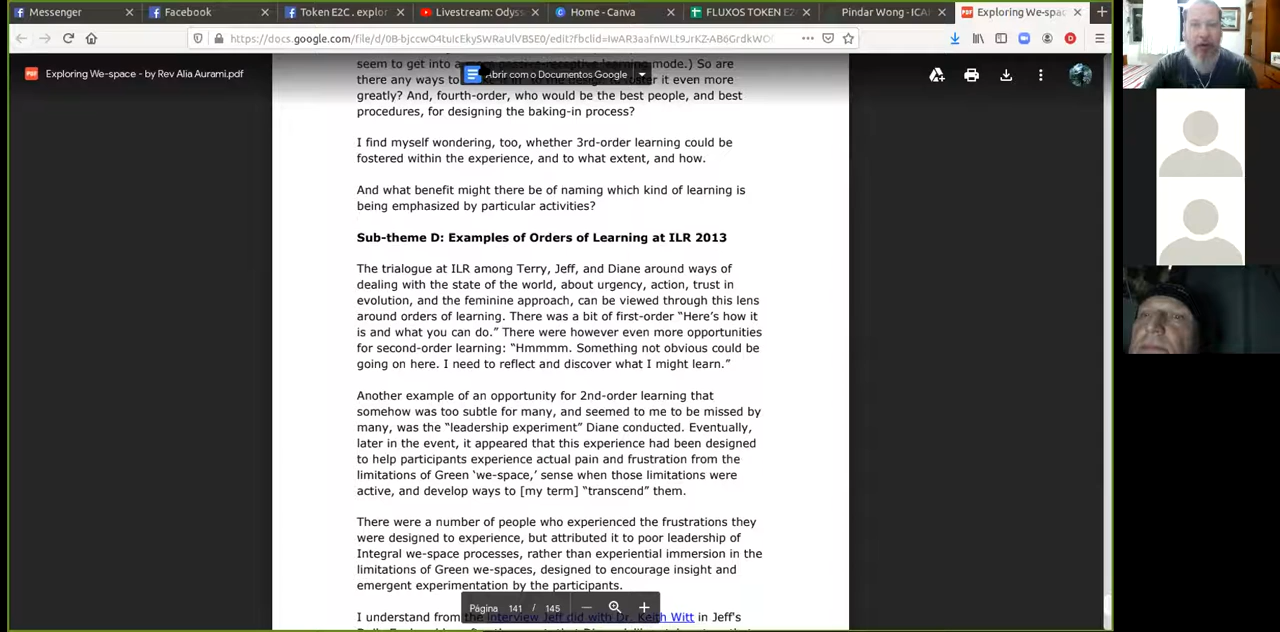 Messenger
Facebook
Token E2C . explor
Livestream: Odys
Home - Canva
FLUXOS TOKEN E2
Pindar Wong - ICA
Exploring We-spac
https://docs.google.com/file/d/
Exploring We-space - by Rev Alia Aurami.pdf
Abrir com o Documentos Google
seem to get into a
mode.) So are
there any ways to
it even more
greatly? And, fourth-order, who would be the best people, and best
procedures, for designing the baking-in process?
I find myself wondering, too, whether 3rd-order learning could be
fostered within the experience, and to what extent, and how.
And what benefit might there be of naming which kind of learning is
being emphasized by particular activities?
Sub-theme D: Examples of Orders of Learning at ILR 2013
The trialogue at ILR among Terry, Jeff, and Diane around ways of
dealing with the state of the world, about urgency, action, trust in
evolution, and the feminine approach, can be viewed through this lens
around orders of learning. There was a bit of first-order “Here’s how it
is and what you can do.” There were however even more opportunities
for second-order learning: “Hmmmm. Something not obvious could be
going on here. I need to reflect and discover what I might learn.”
Another example of an opportunity for 2nd-order learning that
somehow was too subtle for many, and seemed to me to be missed by
many, was the “leadership experiment” Diane conducted. Eventually,
later in the event, it appeared that this experience had been designed
to help participants experience actual pain and frustration from the
limitations of Green ‘we-space,’ sense when those limitations were
active, and develop ways to [my term] “transcend” them.
There were a number of people who experienced the frustrations they
were designed to experience, but attributed it to poor leadership of
Integral we-space processes, rather than experiential immersion in the
limitations of Green we-spaces, designed to encourage insight and
emergent experimentation by the participants.
Página 141 / 145
I understand from the interview Jeff did with Dr. Keith Witt in Jeff's